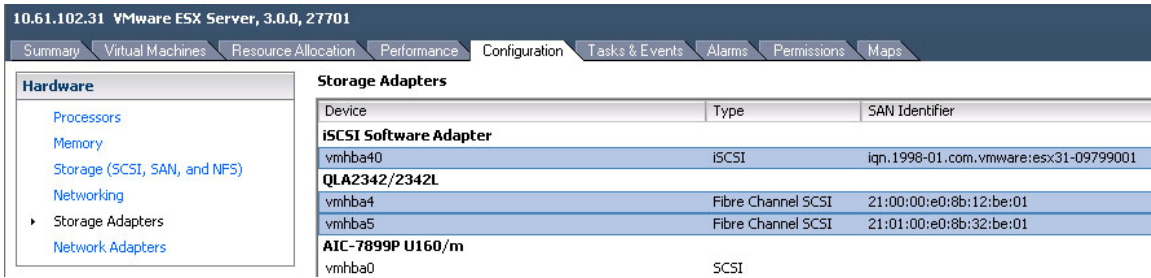 10.61.102.31 VMware ESX Server, 3.0.0, 27701
Summary Virtual Machines Resource Allocation Performance Configuration Tasks & Events Alarms Permissions Maps
Hardware
Processors
Memory
Storage (SCSI, SAN, and NFS)
Networking
Storage Adapters
Network Adapters
Storage Adapters
Device Type SAN Identifier
iSCSI Software Adapter
vmhba40 iSCSI iqn.1998-01.com.vmware:esx31-09799001
QLA2342/2342L
vmhba4 Fibre Channel SCSI 21:00:00:e0:8b:12:be:01
vmhba5 Fibre Channel SCSI 21:01:00:e0:8b:32:be:01
AIC-7899P U160/m
vmhba0 SCSI